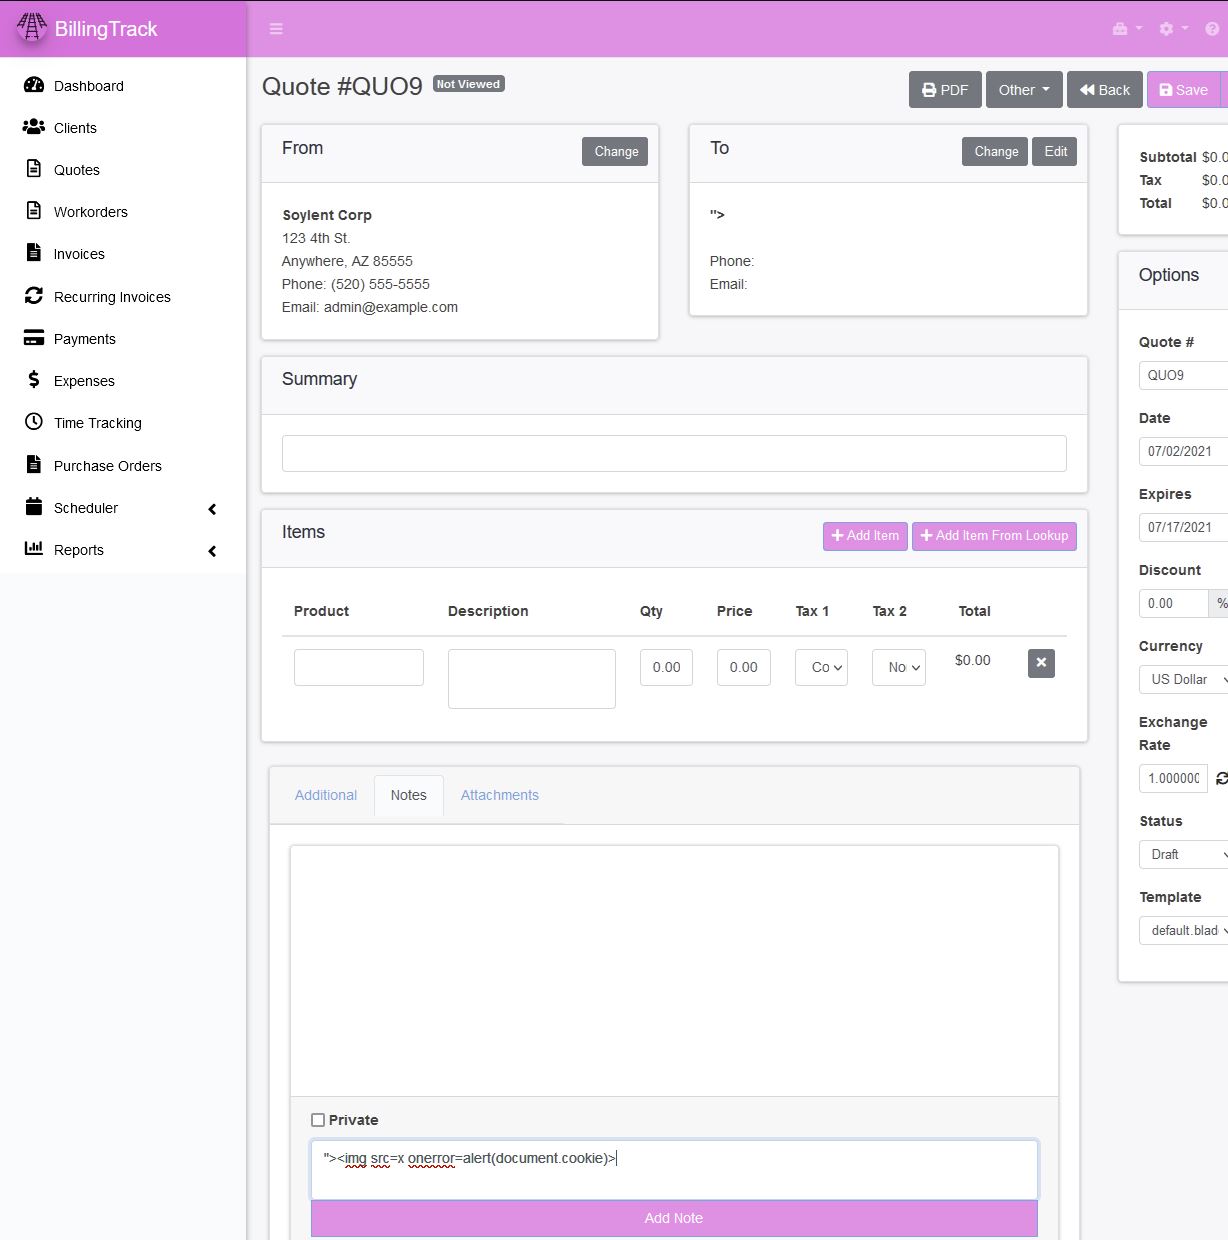 BillingTrack
Dashboard
Clients
Quotes
Workorders
Invoices
Recurring Invoices
Payments
Expenses
Time Tracking
Purchase Orders
Scheduler
Reports
Quote #QUO9 Not Viewed
PDF Other Back Save
From Change
Soylent Corp
123 4th St.
Anywhere, AZ 85555
Phone: (520) 555-5555
Email: admin@example.com
To Change Edit
">
Phone:
Email:
Subtotal $0.0
Tax $0.0
Total $0.0
Summary
Items Add Item Add Item From Lookup
Product Description Qty Price Tax 1 Tax 2 Total
0.00 0.00 Co No $0.00
Additional Notes Attachments
Private
"><img src=x onerror=alert(document.cookie)>
Add Note
Options
Quote #
QUO9
Date
07/02/2021
Expires
07/17/2021
Discount
0.00 %
Currency
US Dollar
Exchange
Rate
1.000000
Status
Draft
Template
default.blad